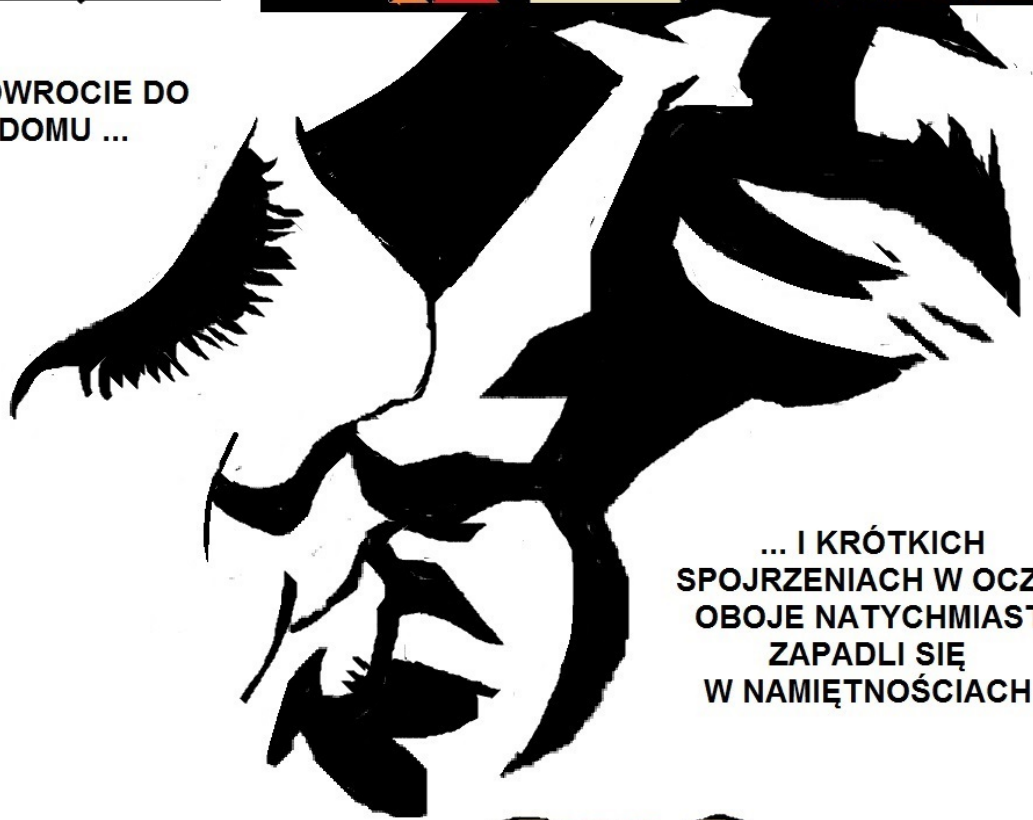 OWROCIE DO
DOMU ...
... I KRÓTKICH
SPOJRZENIACH W OCZ
OBOJE NATYCHMIAST
ZAPADLI SIĘ
W NAMIĘTNOŚCIACH